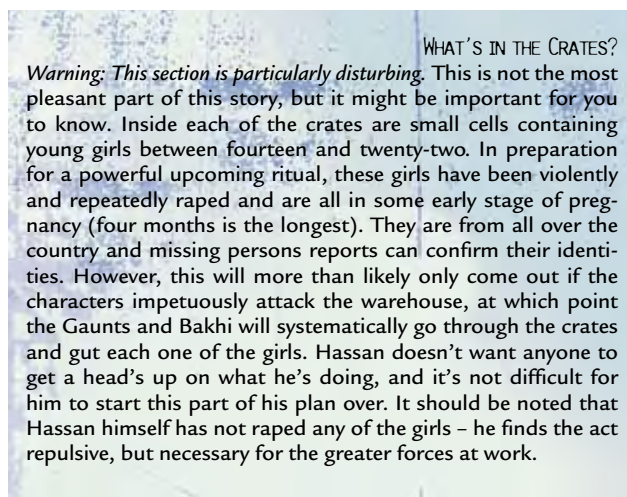 WHAT'S IN THE CRATES?
Warning: This section is particularly disturbing. This is not the most
pleasant part of this story, but it might be important for you
to know. Inside each of the crates are small cells containing
young girls between fourteen and twenty-two. In preparation
for a powerful upcoming ritual, these girls have been violently
and repeatedly raped and are all in some early stage of preg-
nancy (four months is the longest). They are from all over the
country and missing persons reports can confirm their identi-
ties. However, this will more than likely only come out if the
characters impetuously attack the warehouse, at which point
the Gaunts and Bakhi will systematically go through the crates
and gut each one of the girls. Hassan doesn't want anyone to
get a head's up on what he's doing, and it's not difficult for
him to start this part of his plan over. It should be noted that
Hassan himself has not raped any of the girls – he finds the act
repulsive, but necessary for the greater forces at work.